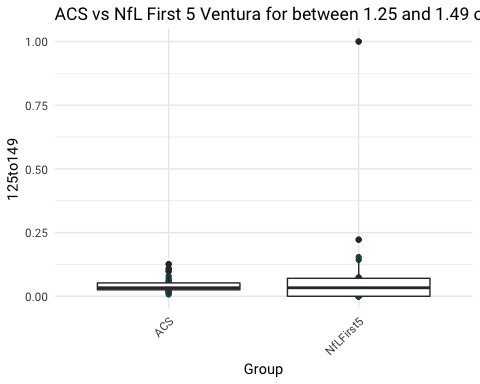 ACS vs NfL First 5 Ventura for between 1.25 and 1.49 o
1.00
0.75
0.50
0.25
0.00
125to149
ACS
NfLFirst5
Group